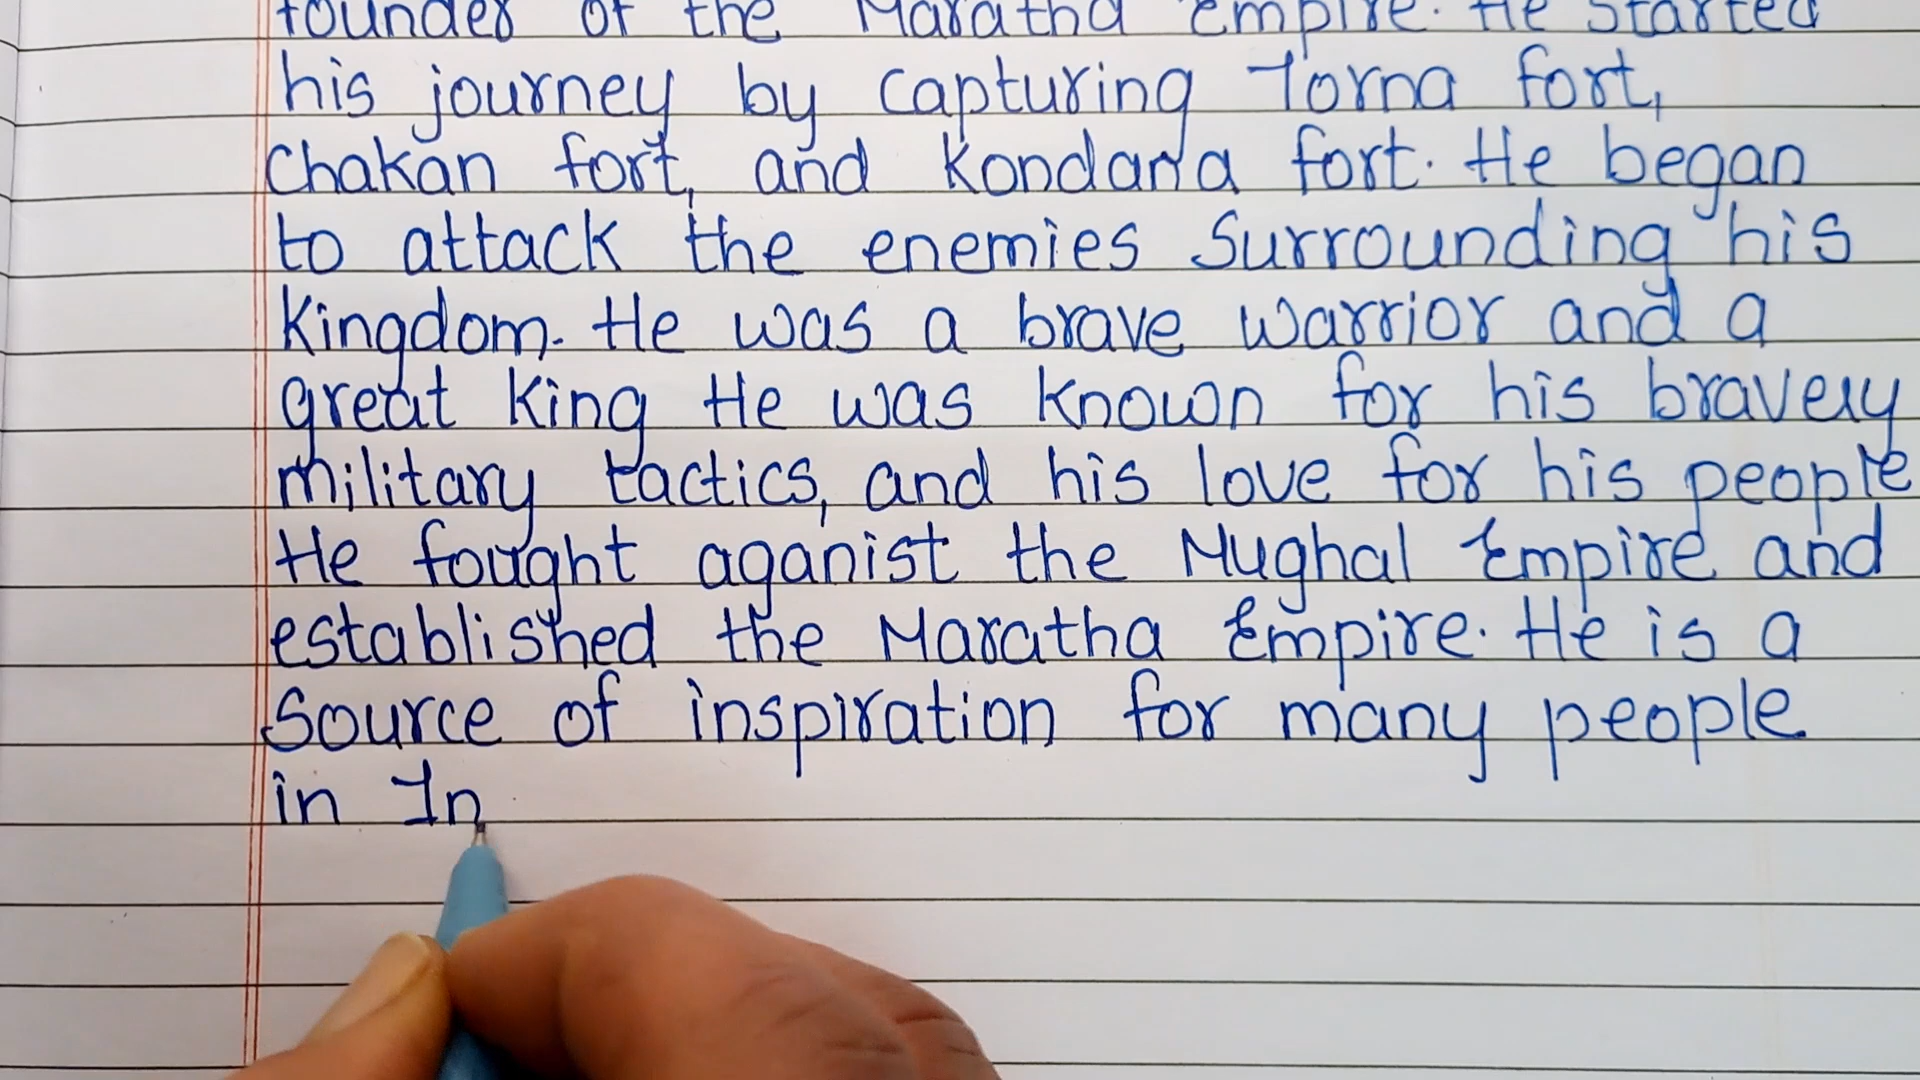 founder of the Maratha Empire. He started
his journey by capturing Torna fort,
Chakan fort, and Kondana fort. He began
to attack the enemies surrounding his
kingdom. He was a brave warrior and a
great king He was known for his bravery
military tactics, and his love for his people
He fought aganist the Mughal Empire and
established the Maratha Empire. He is a
source of inspiration for many people
in In